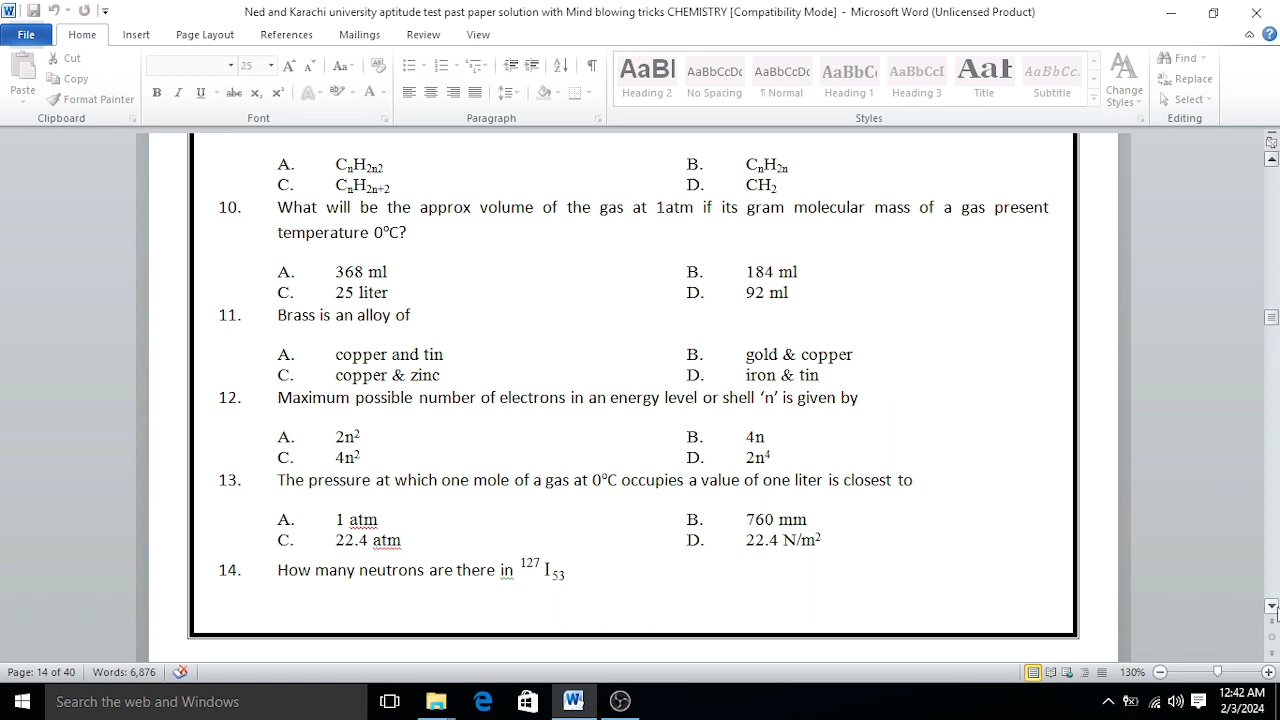 Ned and Karachi university aptitude test past paper solution with Mind blowing tricks CHEMISTRY [Compatibility Mode] - Microsoft Word (Unlicensed Product)
File Home Insert Page Layout References Mailings Review View
Paste Cut Copy Format Painter
25
AaBl AaBbCcDc AaBbCcDc AaBbC AaBbCcI Aat AaBbCc.
Heading 2 No Spacing ¶ Normal Heading 1 Heading 3 Title Subtitle
Change Styles
Find Replace Select
Clipboard Font Paragraph Styles Editing
A. CₙH₂ₙ₂ B. CₙH₂ₙ
C. CₙH₂ₙ₊₂ D. CH₂
10. What will be the approx volume of the gas at 1atm if its gram molecular mass of a gas present
temperature 0°C?
A. 368 ml B. 184 ml
C. 25 liter D. 92 ml
11. Brass is an alloy of
A. copper and tin B. gold & copper
C. copper & zinc D. iron & tin
12. Maximum possible number of electrons in an energy level or shell ‘n’ is given by
A. 2n² B. 4n
C. 4n² D. 2n⁴
13. The pressure at which one mole of a gas at 0°C occupies a value of one liter is closest to
A. 1 atm B. 760 mm
C. 22.4 atm D. 22.4 N/m²
14. How many neutrons are there in ¹²⁷I₅₃
Page: 14 of 40 Words: 6,876 130%
Search the web and Windows
12:42 AM
2/3/2024